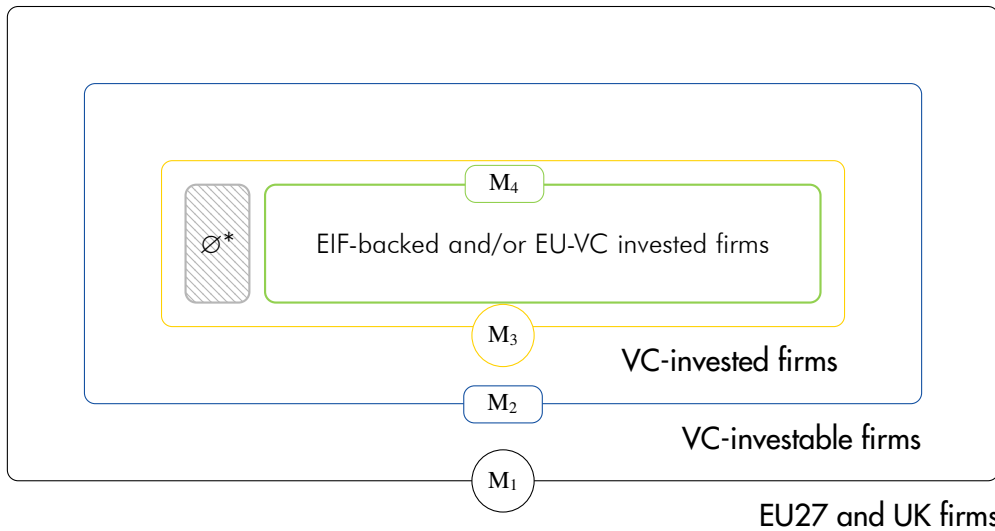 M₄
∅*
EIF-backed and/or EU-VC invested firms
M₃
VC-invested firms
M₂
VC-investable firms
M₁
EU27 and UK firms